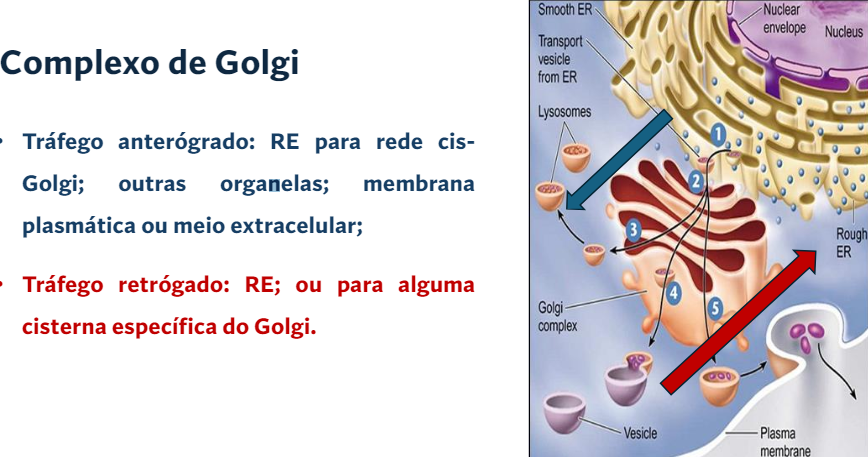 Complexo de Golgi
• Tráfego anterógrado: RE para rede cis-
Golgi; outras organelas; membrana
plasmática ou meio extracelular;
• Tráfego retrógado: RE; ou para alguma
cisterna específica do Golgi.
Smooth ER
Nuclear
envelope
Nucleus
Transport
vesicle
from ER
Lysosomes
1
2
3
4
5
Rough
ER
Golgi
complex
Vesicle
Plasma
membrane